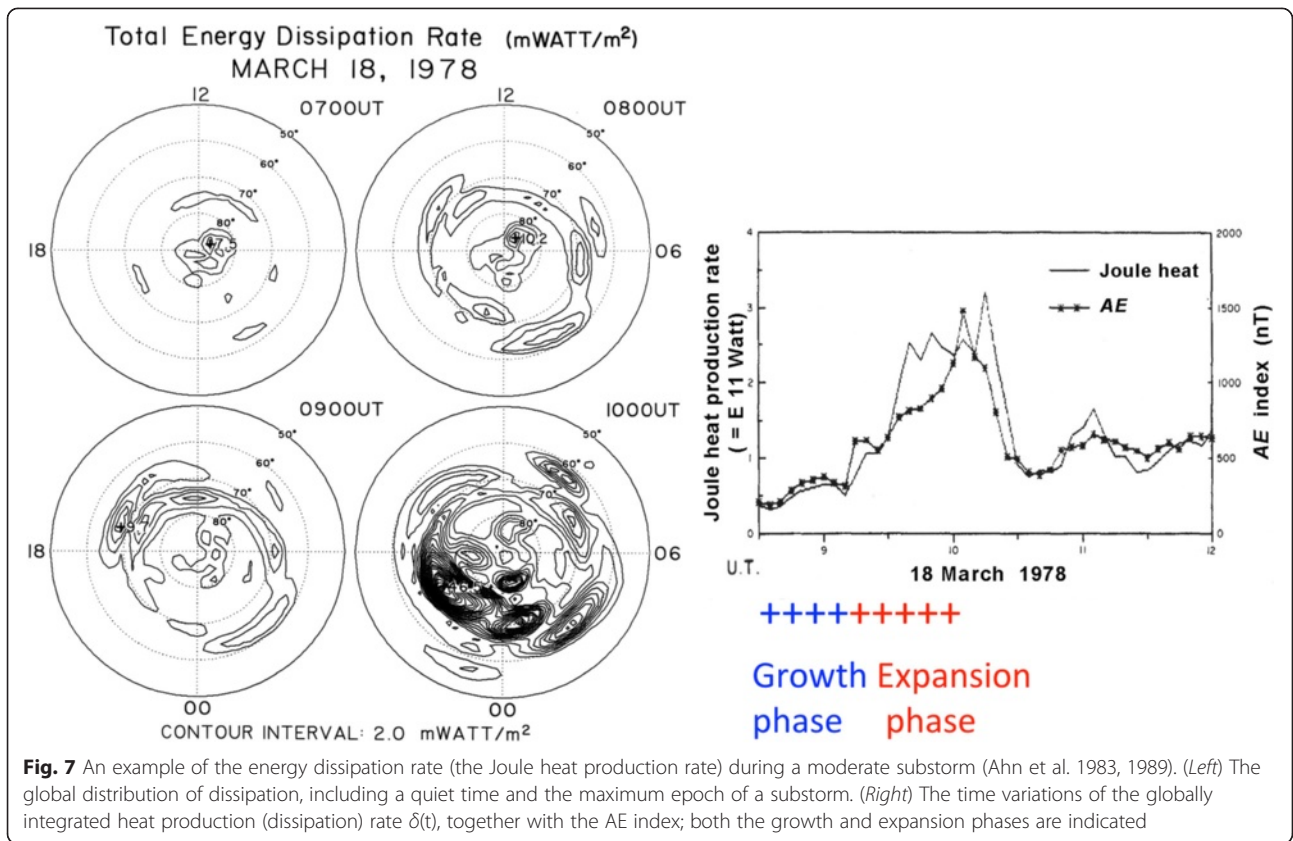 Total Energy Dissipation Rate (mWATT/m²)
MARCH 18, 1978
12
0700UT
50°
60°
70°
80°
18
12
0800UT
50°
60°
70°
80°
10.2
06
0900UT
50°
60°
70°
80°
18
00
1000UT
50°
60°
70°
80°
06
00
CONTOUR INTERVAL: 2.0 mWATT/m²
Joule heat production rate
( = E 11 Watt)
4
3
2
1
0
Joule heat
AE
2000
1500
1000
500
0
AE index (nT)
9
10
11
12
U.T.
18 March 1978
+++++++++
Growth Expansion
phase phase
Fig. 7 An example of the energy dissipation rate (the Joule heat production rate) during a moderate substorm (Ahn et al. 1983, 1989). (Left) The
global distribution of dissipation, including a quiet time and the maximum epoch of a substorm. (Right) The time variations of the globally
integrated heat production (dissipation) rate δ(t), together with the AE index; both the growth and expansion phases are indicated